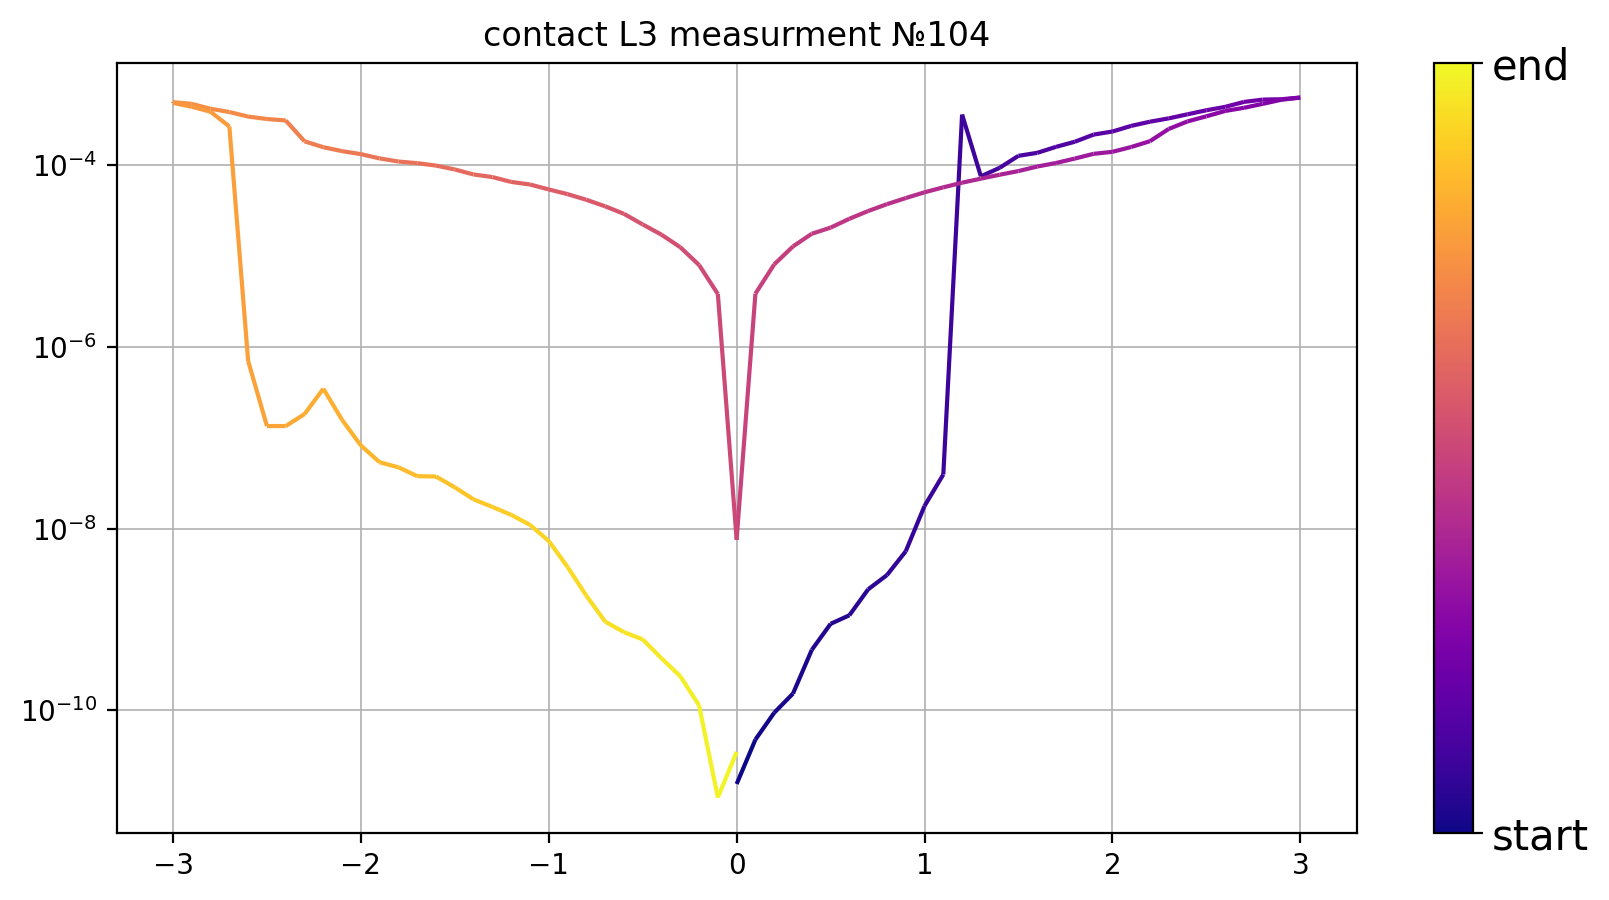 contact L3 measurment №104
10⁻⁴
10⁻⁶
10⁻⁸
10⁻¹⁰
−3 −2 −1 0 1 2 3
end
start